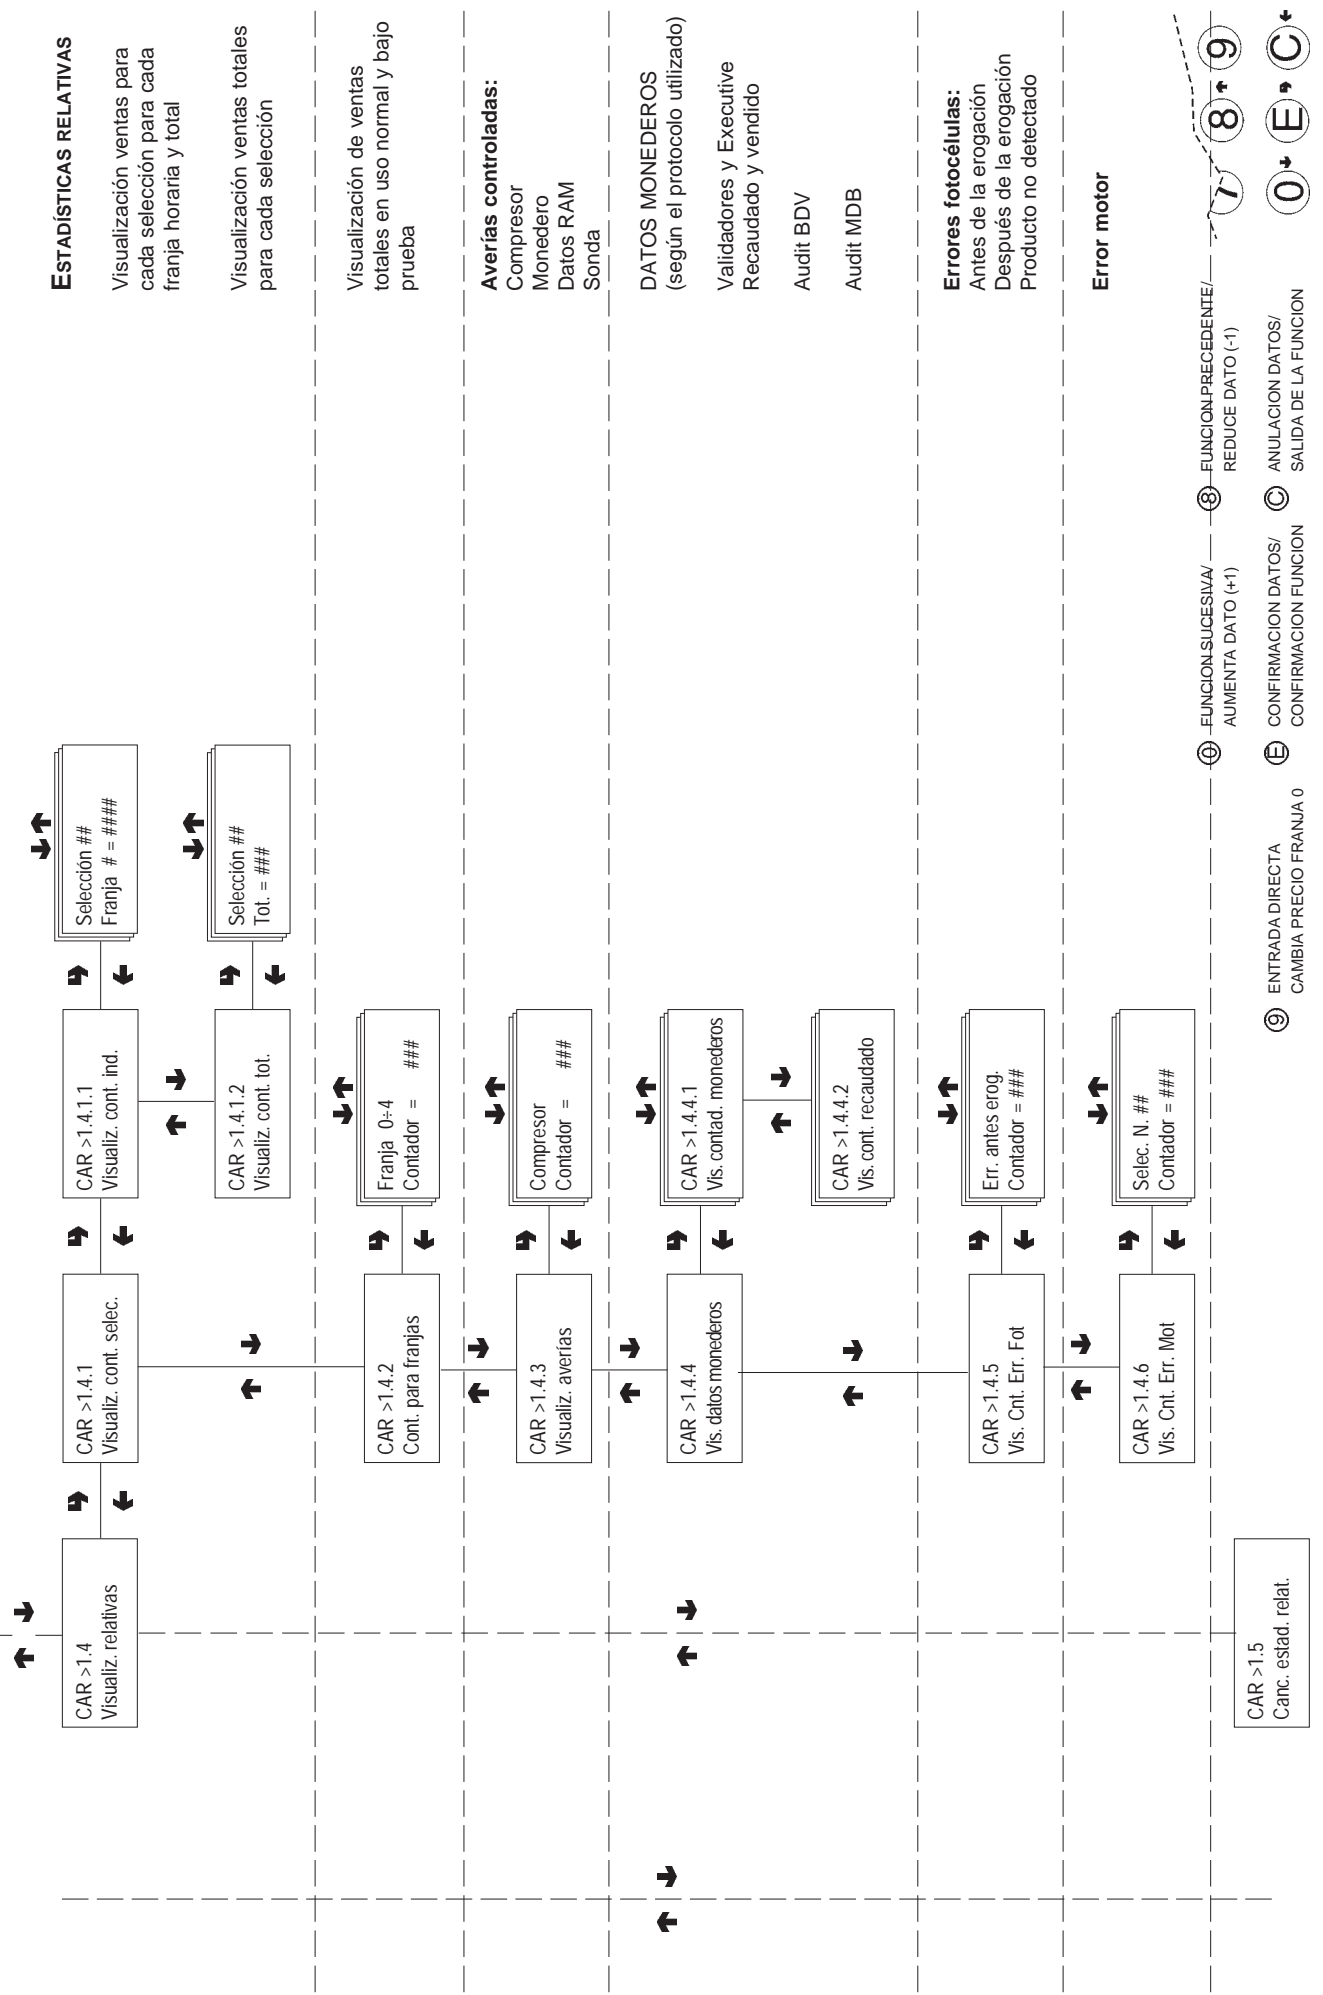 CAR >1.4
Visualiz. relativas
CAR >1.4.1
Visualiz. cont. selec.
CAR >1.4.1.1
Visualiz. cont. ind.
Selección ##
Franja # = ####
ESTADÍSTICAS RELATIVAS
Visualización ventas para
cada selección para cada
franja horaria y total
CAR >1.4.1.2
Visualiz. cont. tot.
Selección ##
Tot. = ###
Visualización ventas totales
para cada selección
CAR >1.4.2
Cont. para franjas
Franja 0÷4
Contador = ###
Visualización de ventas
totales en uso normal y bajo
prueba
CAR >1.4.3
Visualiz. averías
Compresor
Contador = ###
Averías controladas:
Compresor
Monedero
Datos RAM
Sonda
CAR >1.4.4
Vis. datos monederos
CAR >1.4.4.1
Vis. contad. monederos
CAR >1.4.4.2
Vis. cont. recaudado
DATOS MONEDEROS
(según el protocolo utilizado)
Validadores y Executive
Recaudado y vendido
Audit BDV
Audit MDB
CAR >1.4.5
Vis. Cnt. Err. Fot
Err. antes erog.
Contador = ###
Errores fotocélulas:
Antes de la erogación
Después de la erogación
Producto no detectado
CAR >1.4.6
Vis. Cnt. Err. Mot
Selec. N. ##
Contador = ###
Error motor
CAR >1.5
Canc. estad. relat.
9 ENTRADA DIRECTA
CAMBIA PRECIO FRANJA 0
0 FUNCION SUCESIVA/
AUMENTA DATO (+1)
8 FUNCION PRECEDENTE/
REDUCE DATO (-1)
E CONFIRMACION DATOS/
CONFIRMACION FUNCION
C ANULACION DATOS/
SALIDA DE LA FUNCION
7 8 9
0 E C